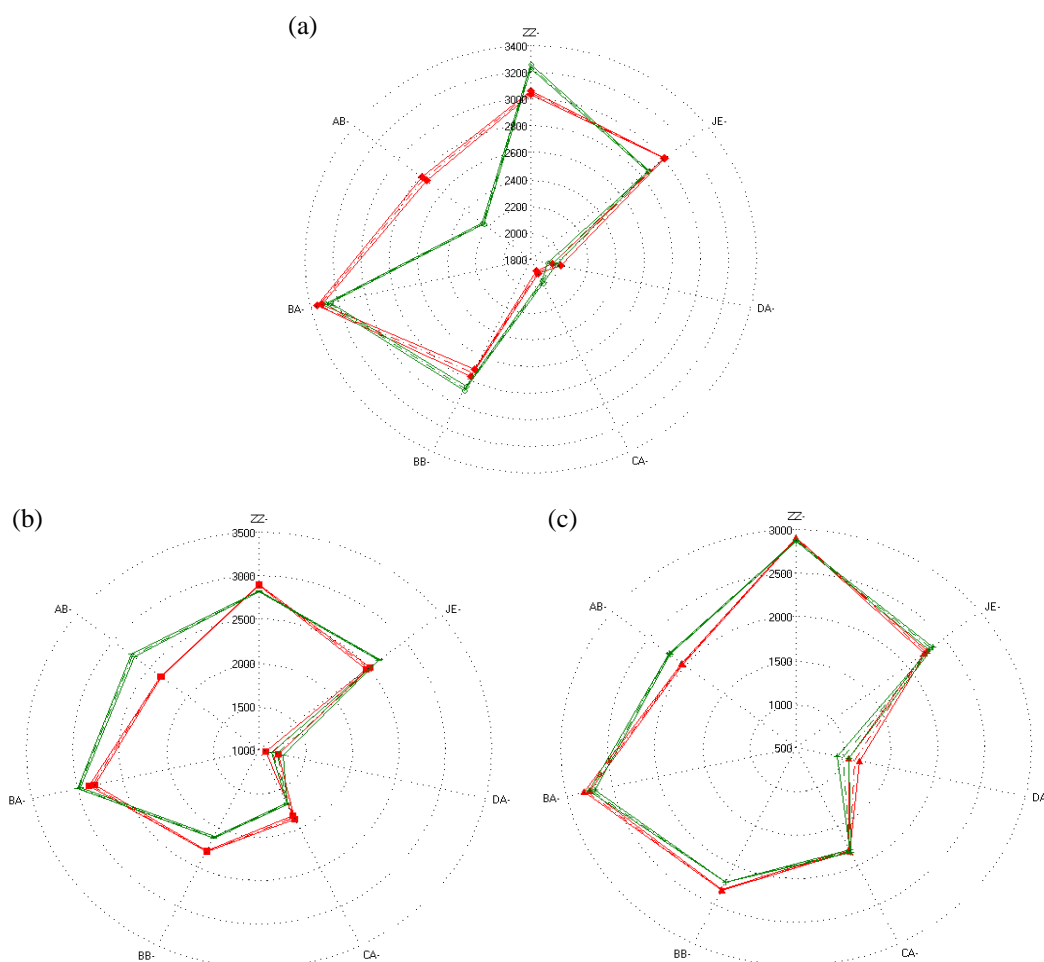 (a)
ZZ-
3400
3200
3000
2800
2600
2400
2200
2000
1800
AB-
JE-
BA-
DA-
BB-
CA-
(b)
ZZ-
3500
3000
2500
2000
1500
1000
AB-
JE-
BA-
DA-
BB-
CA-
(c)
ZZ-
3000
2500
2000
1500
1000
500
AB-
JE-
BA-
DA
BB-
CA-